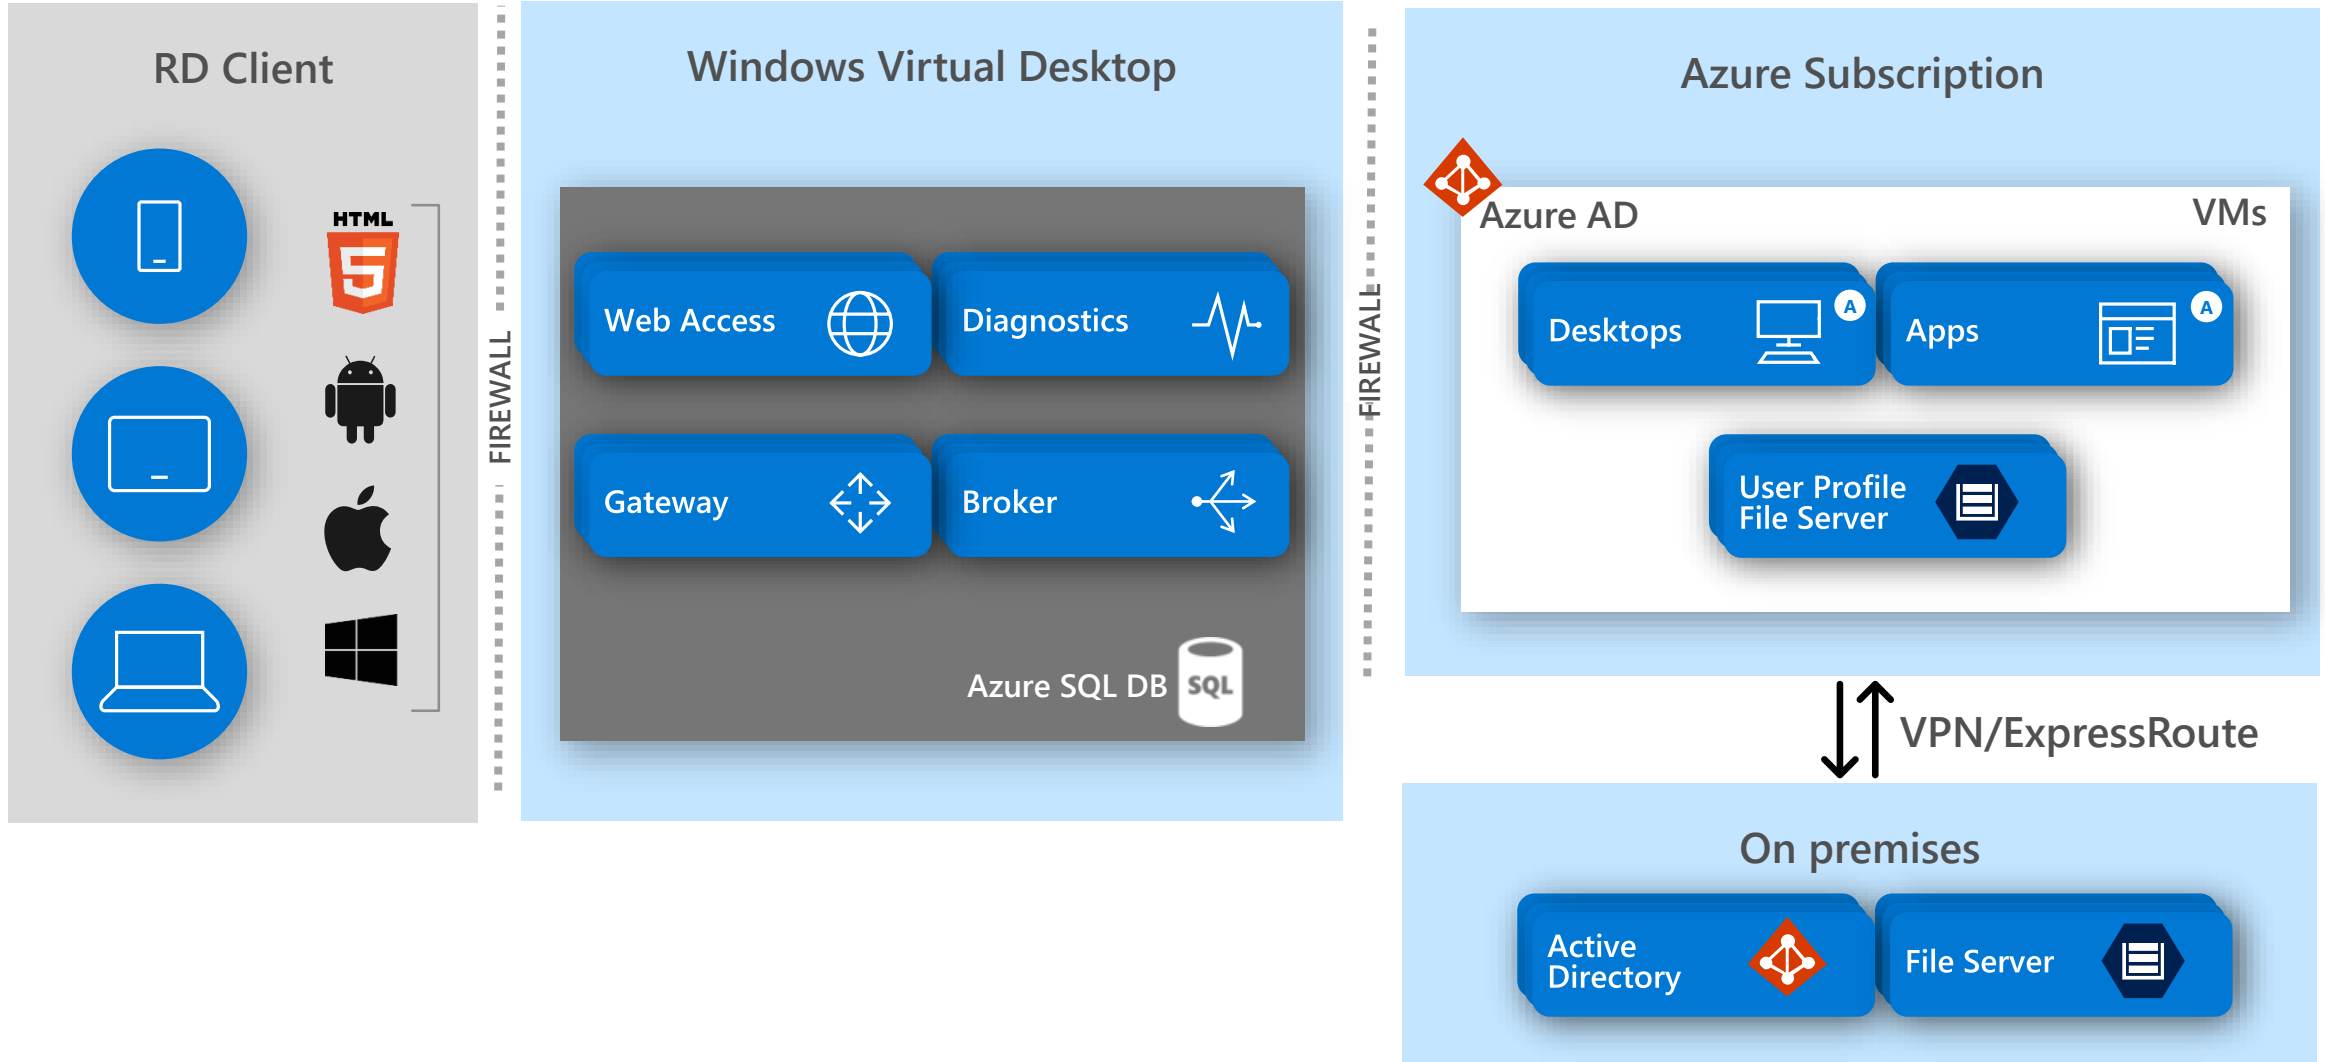 RD Client
HTML
5
FIREWALL
Windows Virtual Desktop
Web Access
Diagnostics
Gateway
Broker
Azure SQL DB
SQL
FIREWALL
Azure Subscription
Azure AD
VMs
Desktops
A
Apps
A
User Profile
File Server
VPN/ExpressRoute
On premises
Active
Directory
File Server